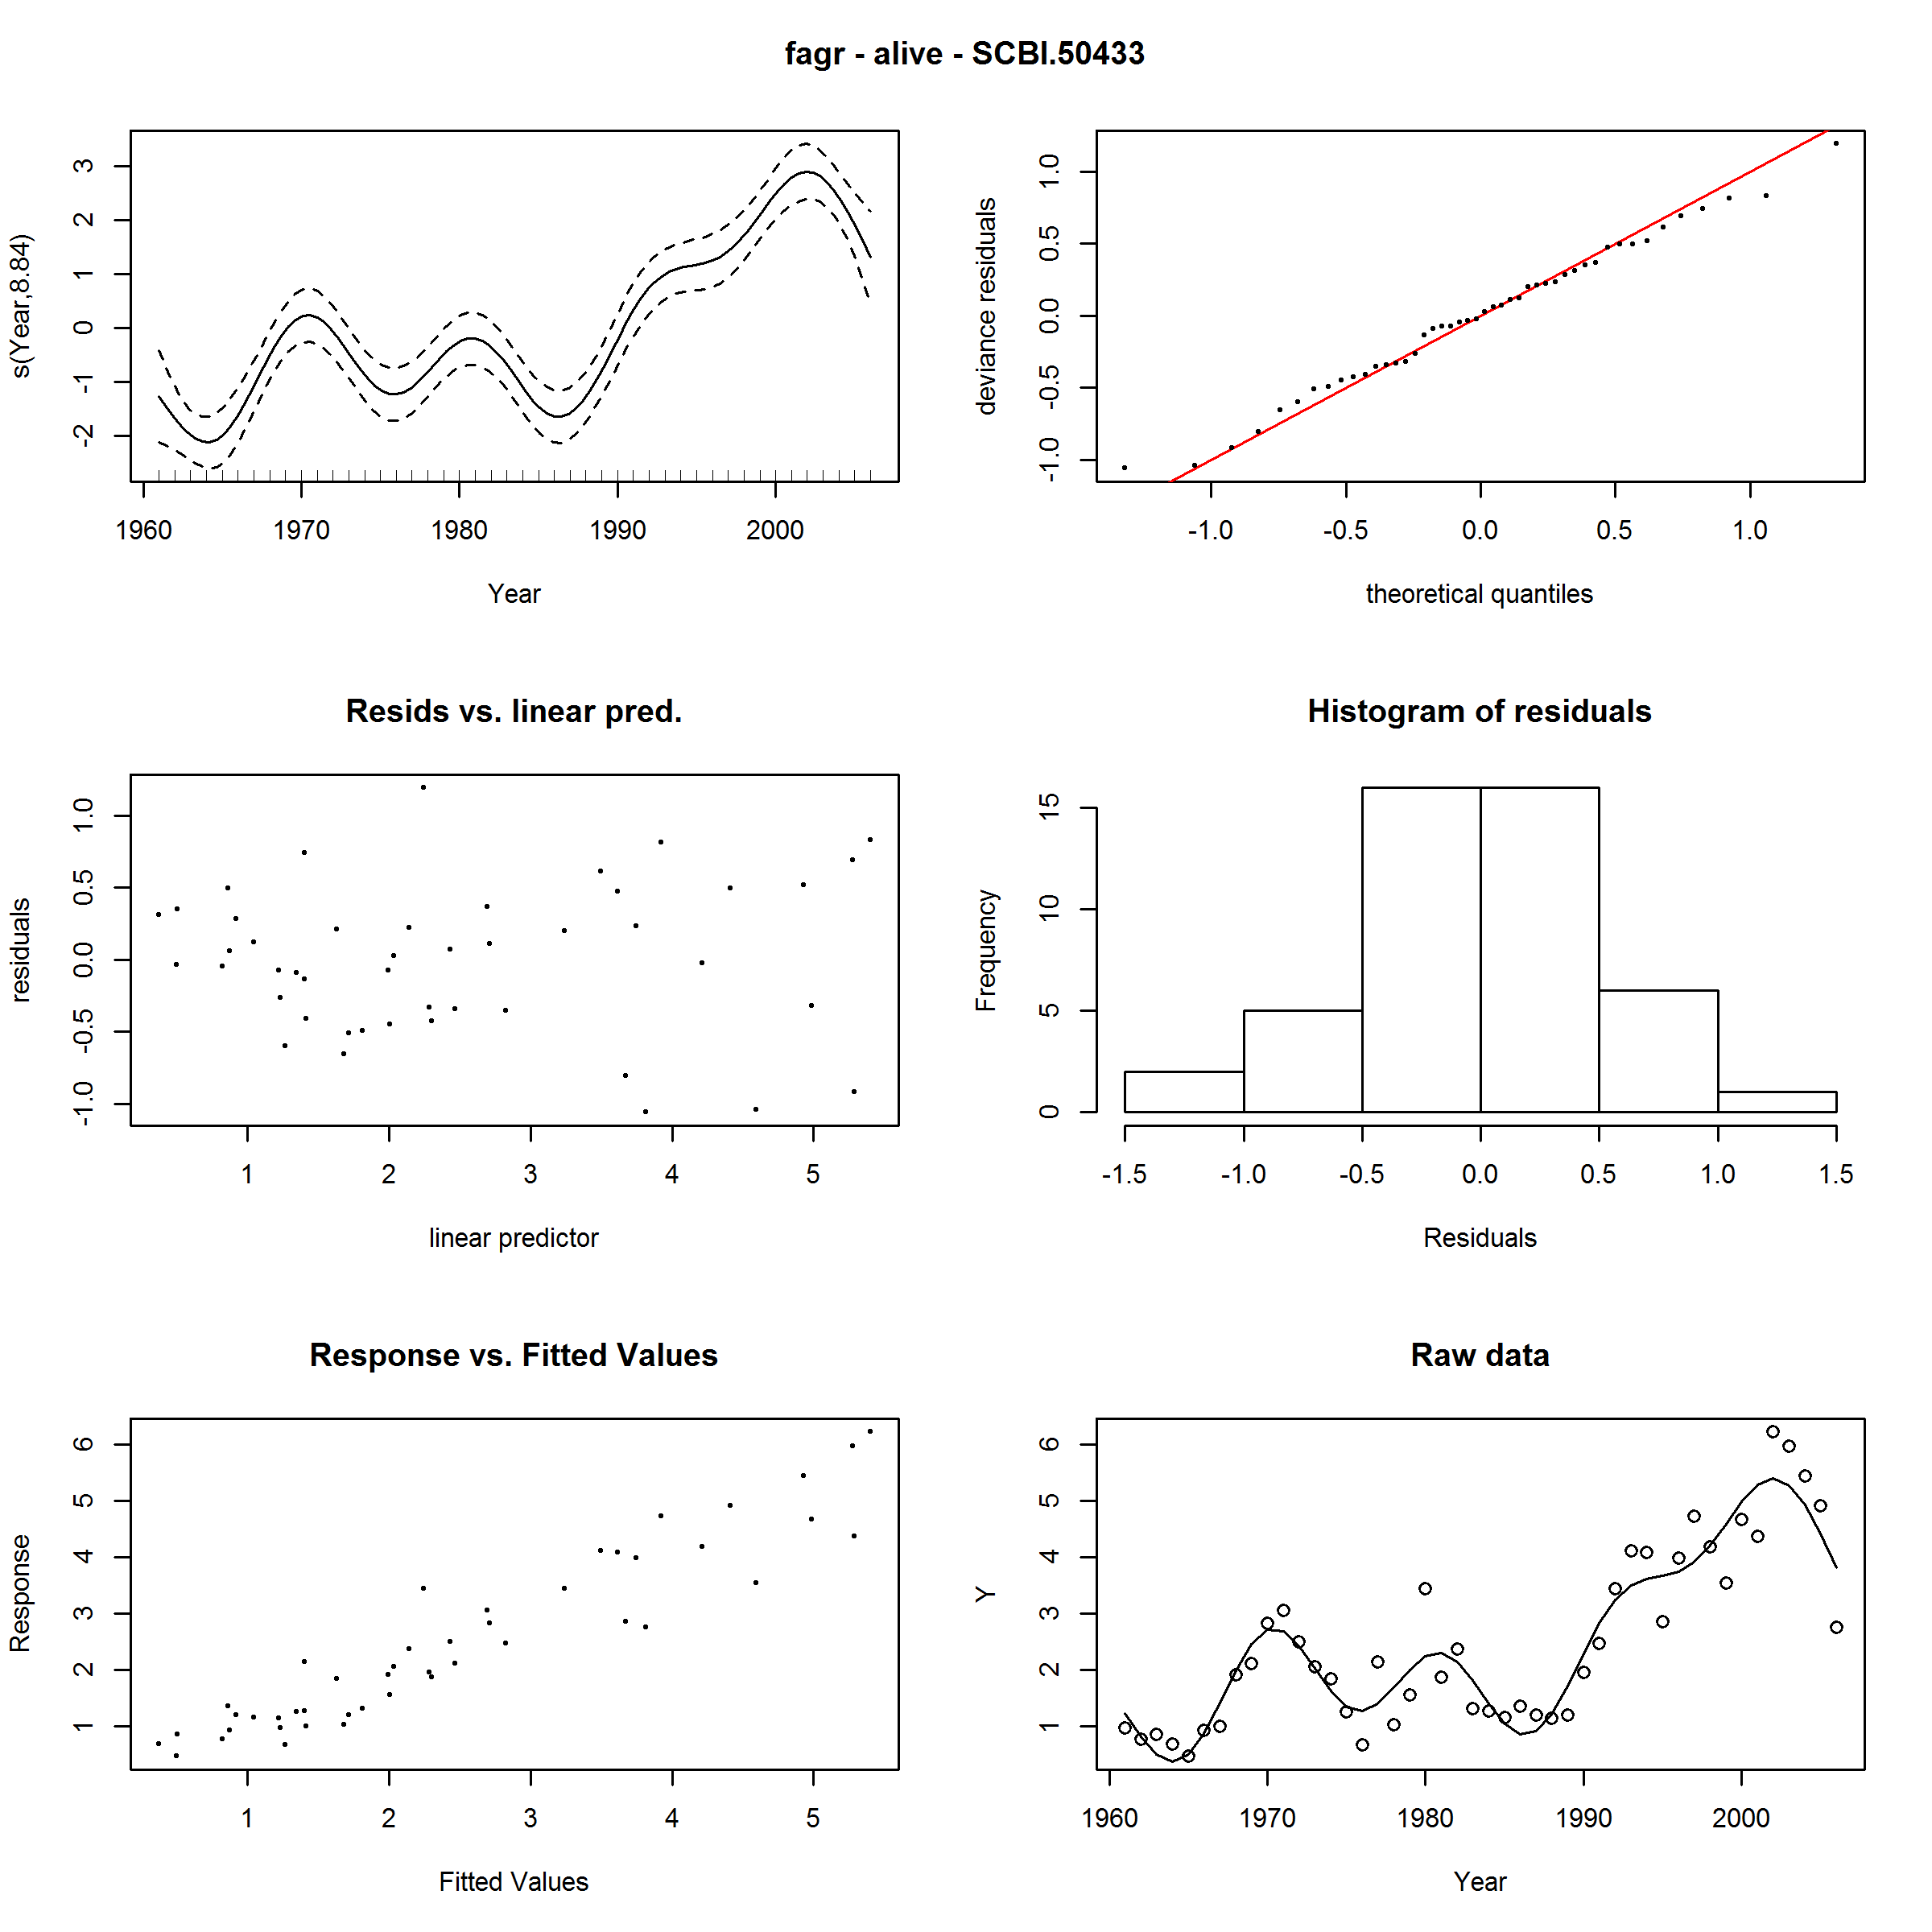 fagr - alive - SCBI.50433
s(Year,8.84)
3
2
1
0
-1
-2
1960 1970 1980 1990 2000
Year
deviance residuals
1.0
0.5
0.0
-0.5
-1.0
-1.0 -0.5 0.0 0.5 1.0
theoretical quantiles
Resids vs. linear pred.
residuals
1.0
0.5
0.0
-0.5
-1.0
1 2 3 4 5
linear predictor
Histogram of residuals
Frequency
15
10
5
0
-1.5 -1.0 -0.5 0.0 0.5 1.0 1.5
Residuals
Response vs. Fitted Values
Response
6
5
4
3
2
1
1 2 3 4 5
Fitted Values
Raw data
Y
6
5
4
3
2
1
1960 1970 1980 1990 2000
Year